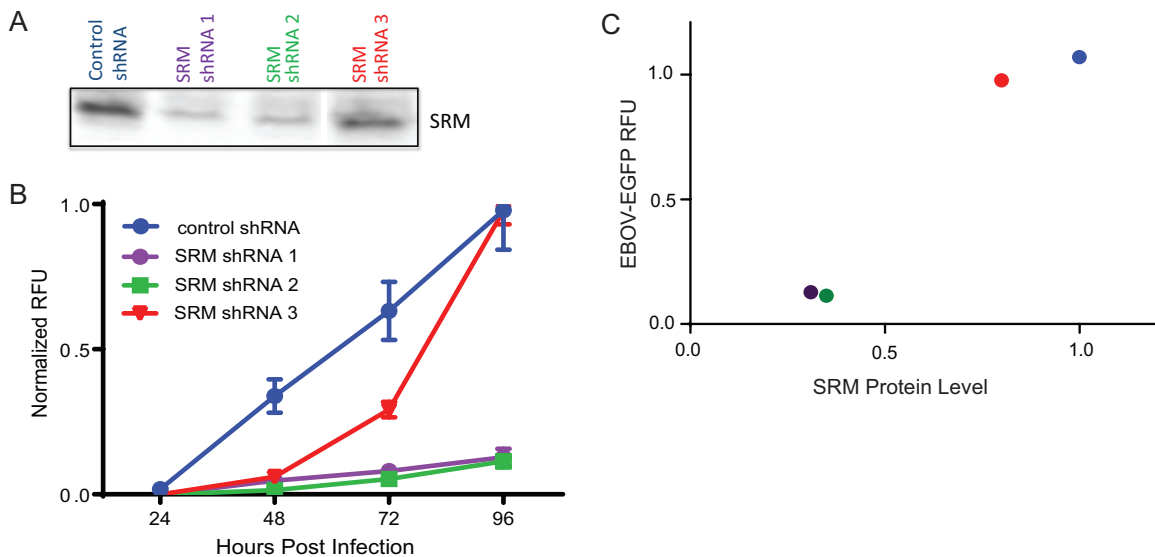 A
Control
shRNA
SRM
shRNA 1
SRM
shRNA 2
SRM
shRNA 3
SRM
B
1.0
0.5
0.0
Normalized RFU
control shRNA
SRM shRNA 1
SRM shRNA 2
SRM shRNA 3
24 48 72 96
Hours Post Infection
C
EBOV-EGFP RFU
1.0
0.5
0.0
0.0 0.5 1.0
SRM Protein Level